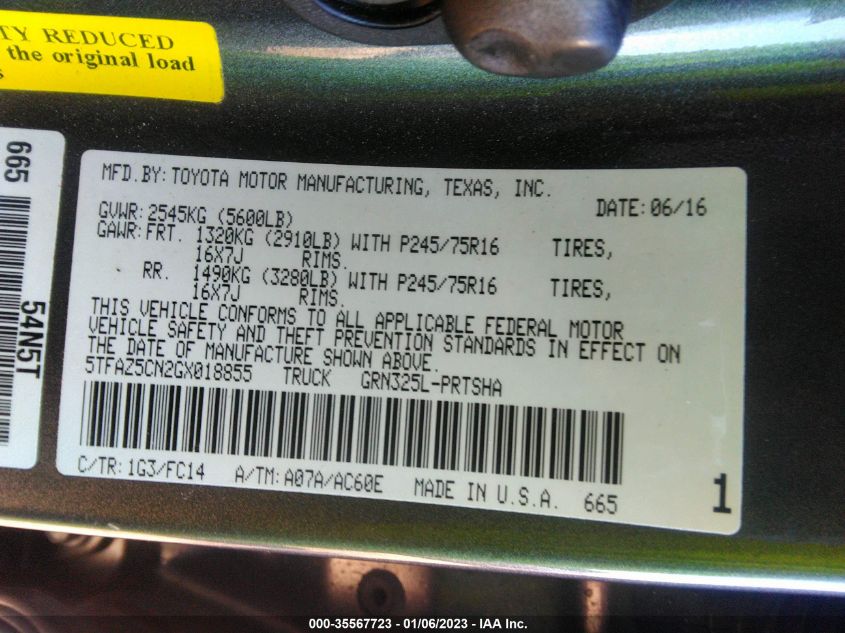 TY REDUCED
the original load
s
665
54N5T
MFD.BY: TOYOTA MOTOR MANUFACTURING, TEXAS, INC.
DATE: 06/16
GVWR: 2545KG (5600LB)
GAWR: FRT. 1320KG (2910LB) WITH P245/75R16 TIRES,
16X7J RIMS.
RR. 1490KG (3280LB) WITH P245/75R16 TIRES,
16X7J RIMS.
THIS VEHICLE CONFORMS TO ALL APPLICABLE FEDERAL MOTOR
VEHICLE SAFETY AND THEFT PREVENTION STANDARDS IN EFFECT ON
THE DATE OF MANUFACTURE SHOWN ABOVE.
5TFAZ5CN2GX018855 TRUCK GRN325L-PRTSHA
C/TR: 1G3/FC14 A/TM: A07A/AC60E MADE IN U.S.A. 665
1
000-35567723 - 01/06/2023 - IAA Inc.